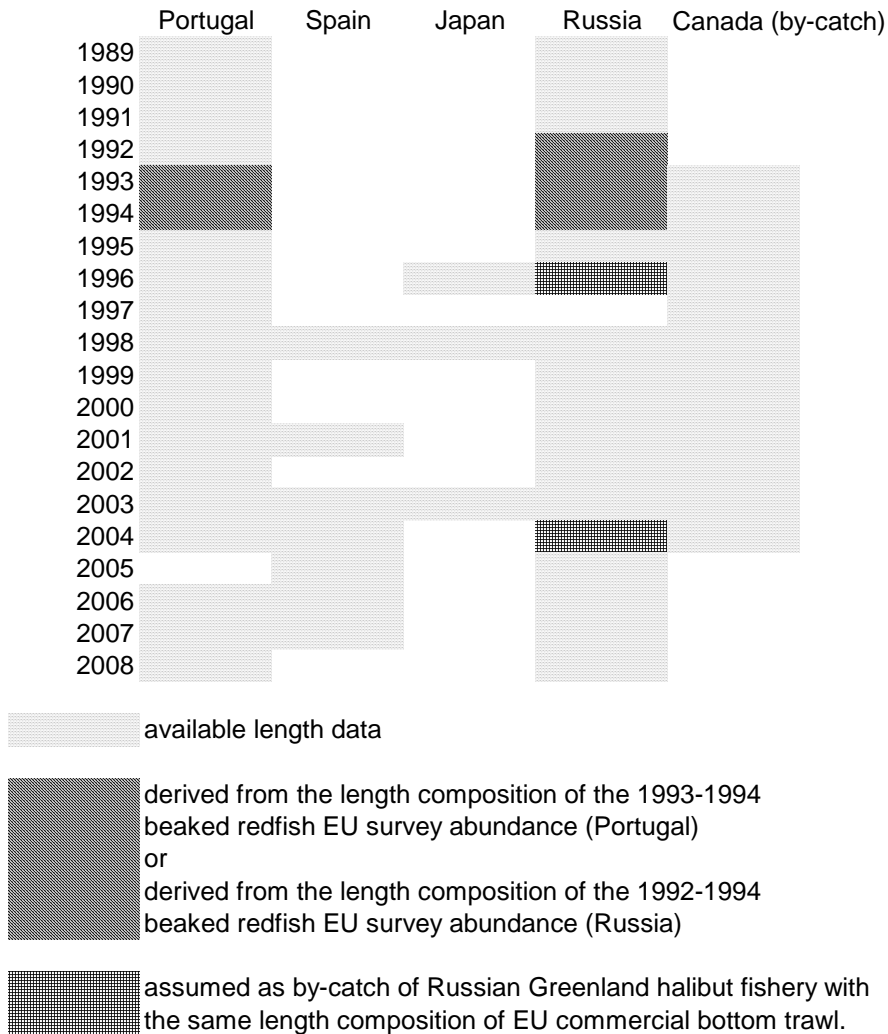 Portugal Spain Japan Russia Canada (by-catch)
1989
1990
1991
1992
1993
1994
1995
1996
1997
1998
1999
2000
2001
2002
2003
2004
2005
2006
2007
2008
available length data
derived from the length composition of the 1993-1994
beaked redfish EU survey abundance (Portugal)
or
derived from the length composition of the 1992-1994
beaked redfish EU survey abundance (Russia)
assumed as by-catch of Russian Greenland halibut fishery with
the same length composition of EU commercial bottom trawl.